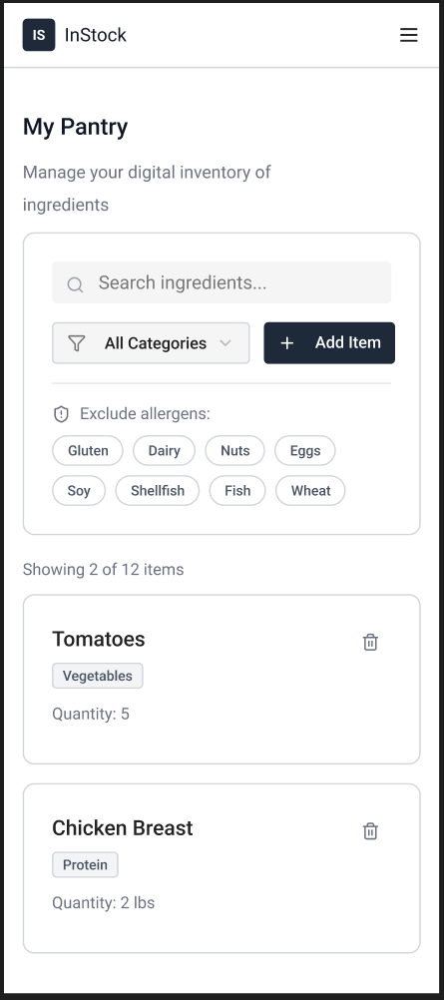 IS InStock
My Pantry
Manage your digital inventory of
ingredients
Search ingredients...
All Categories
Add Item
Exclude allergens:
Gluten Dairy Nuts Eggs
Soy Shellfish Fish Wheat
Showing 2 of 12 items
Tomatoes
Vegetables
Quantity: 5
Chicken Breast
Protein
Quantity: 2 lbs